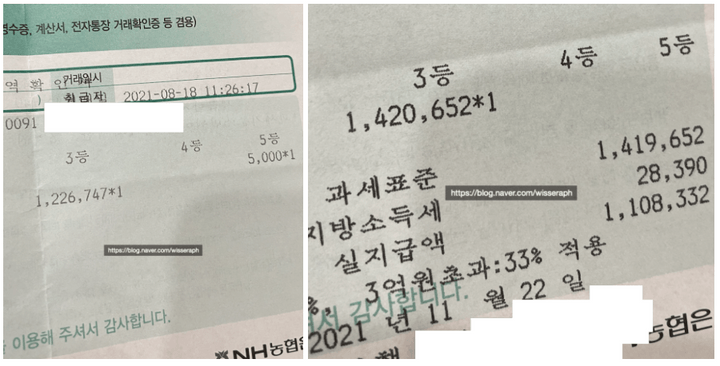 령수증, 계산서, 전자통장 거래확인증 등 겸용)
역 확 인
거래일시
취급자 2021-08-18 11:26:17
0091
3등 4등 5등
5,000*1
1,226,747*1
https://blog.naver.com/wisseraph
이용해 주셔서 감사합니다.
NH농협은
3등 4등 5등
1,420,652*1
과세표준 1,419,652
지방소득세 28,390
실지급액 1,108,332
https://blog.naver.com/wisseraph
%, 3억원초과:33% 적용
셔서 감사합니다.
2021 년 11 월 22 일
농협은